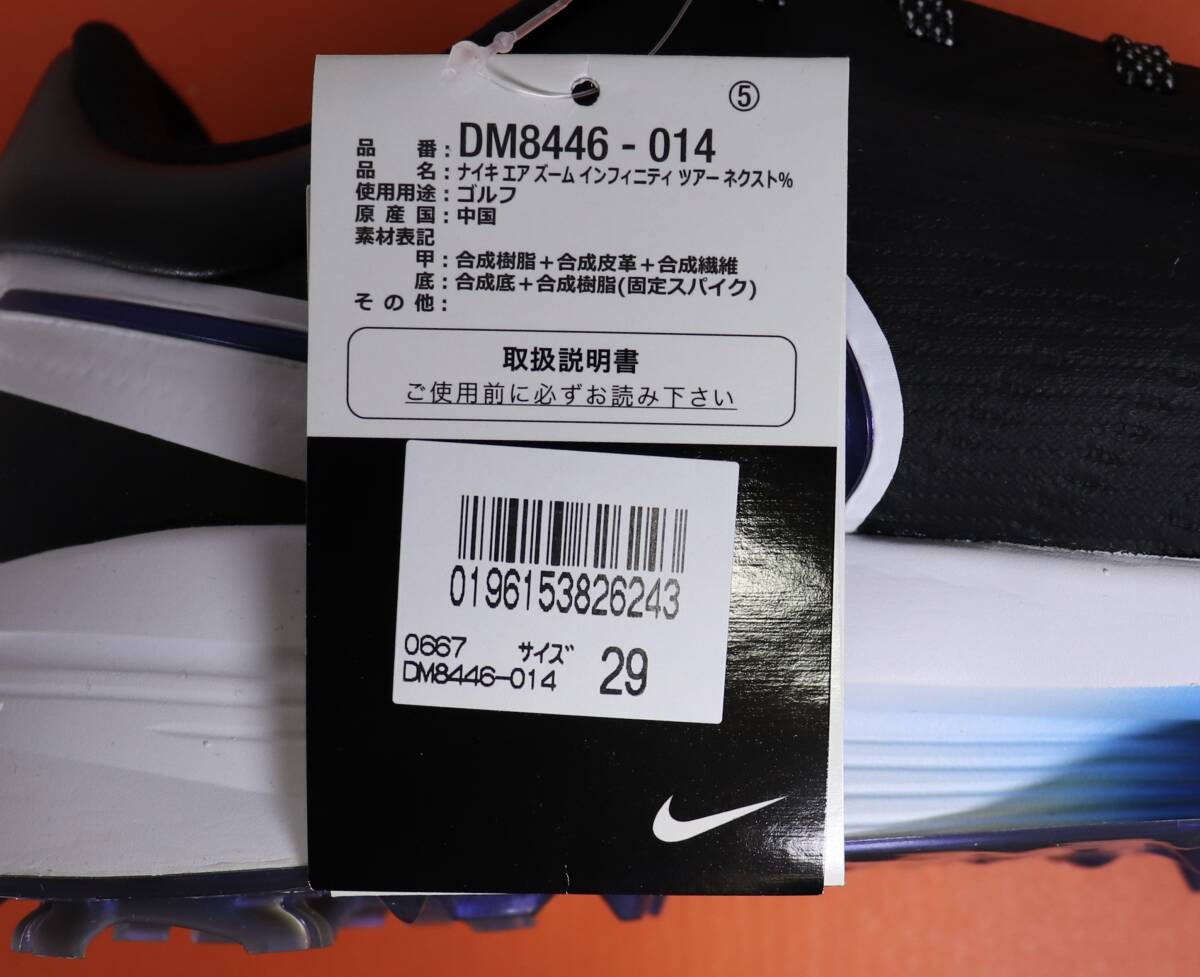 ⑤
品番:DM8446-014
品名:ナイキ エア ズーム インフィニティ ツアー ネクスト%
使用用途:ゴルフ
原産国:中国
素材表記
甲:合成樹脂+合成皮革+合成繊維
底:合成底+合成樹脂(固定スパイク)
その他:
取扱説明書
ご使用前に必ずお読み下さい
0196153826243
0667 サイズ 29
DM8446-014